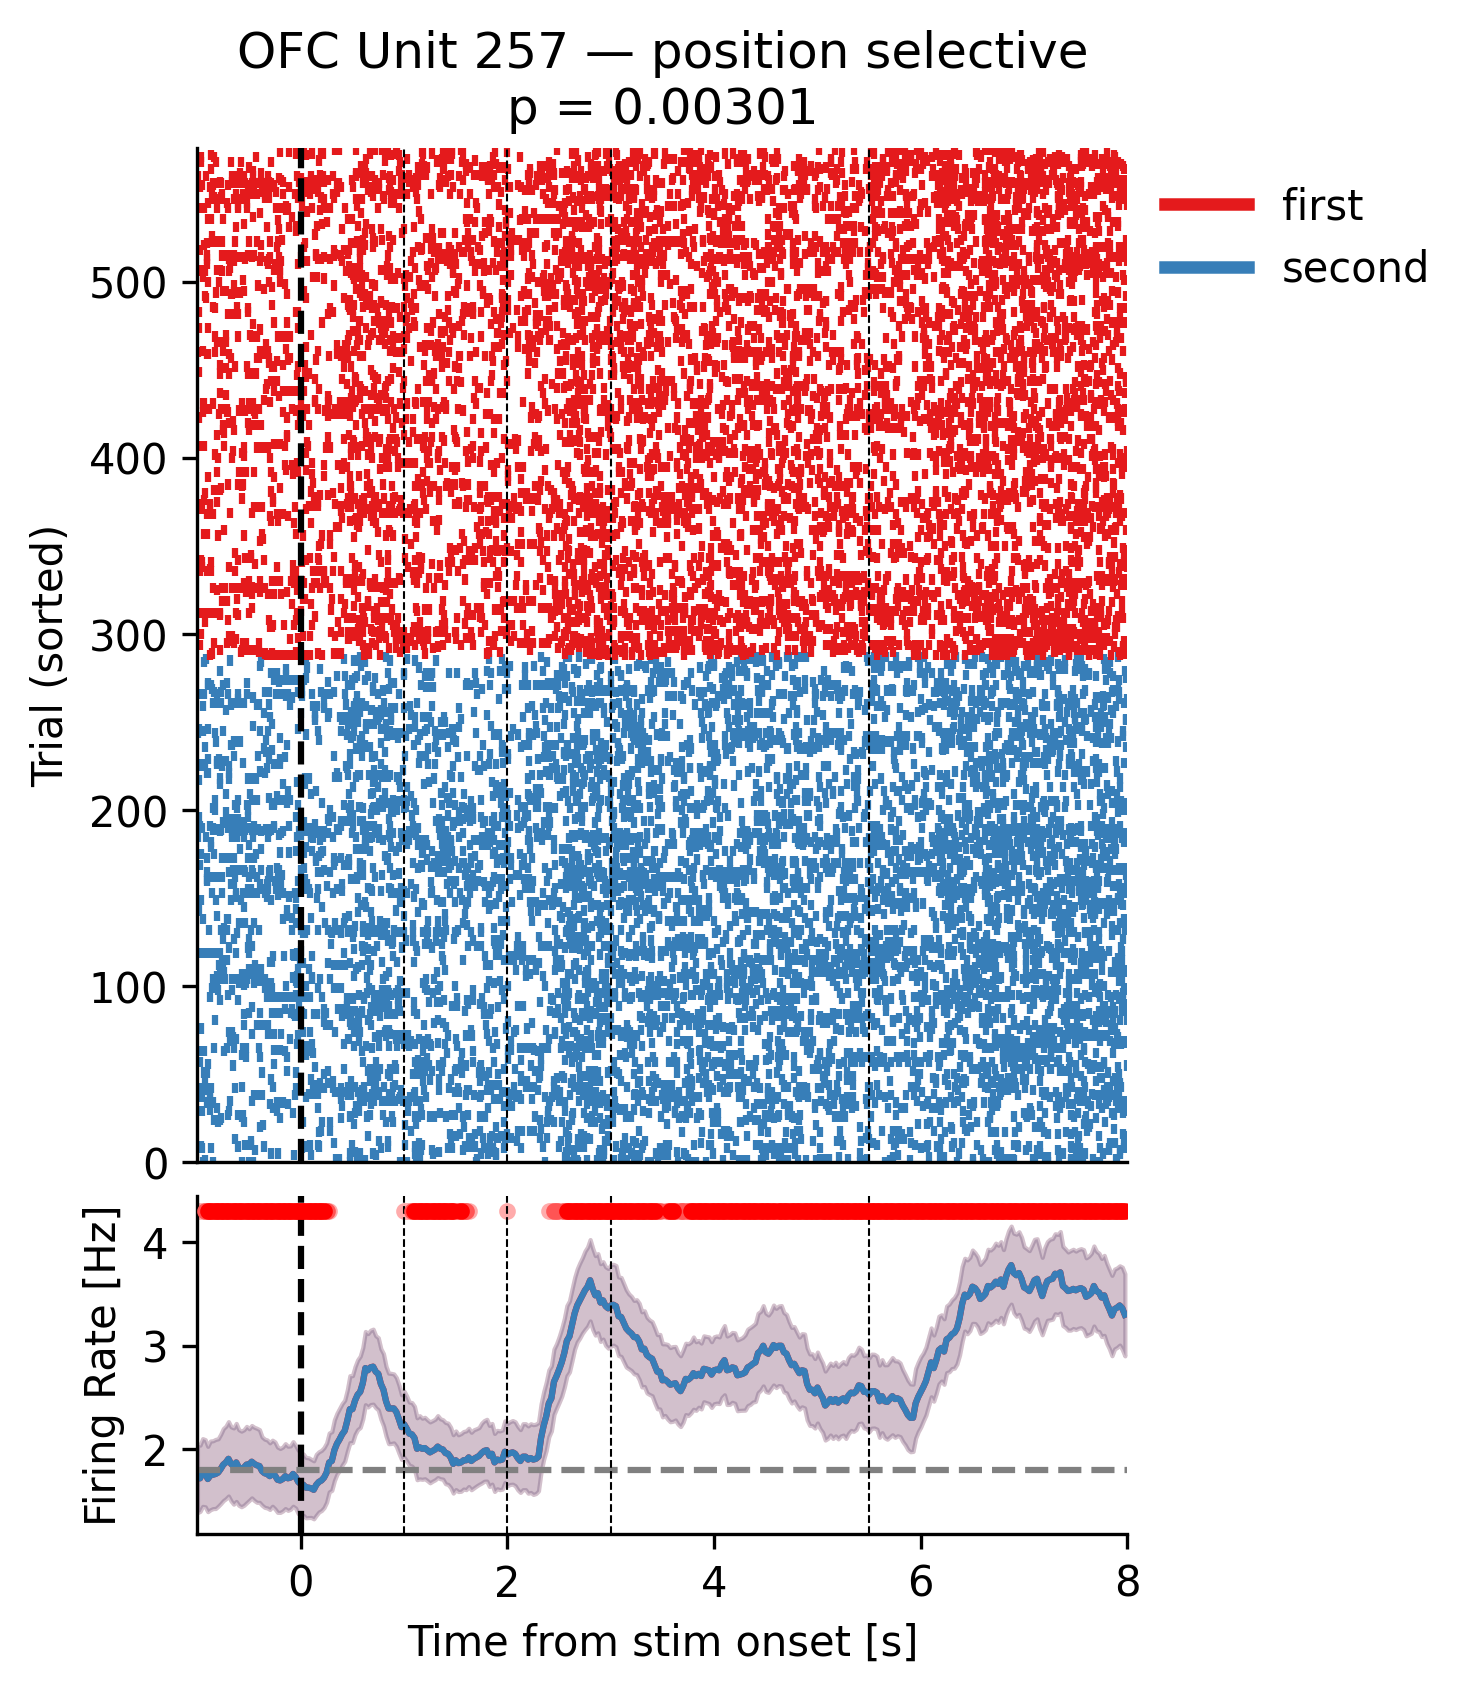 OFC Unit 257 — position selective
p = 0.00301
first
second
500
400
300
200
100
0
Trial (sorted)
4
3
2
Firing Rate [Hz]
0 2 4 6 8
Time from stim onset [s]